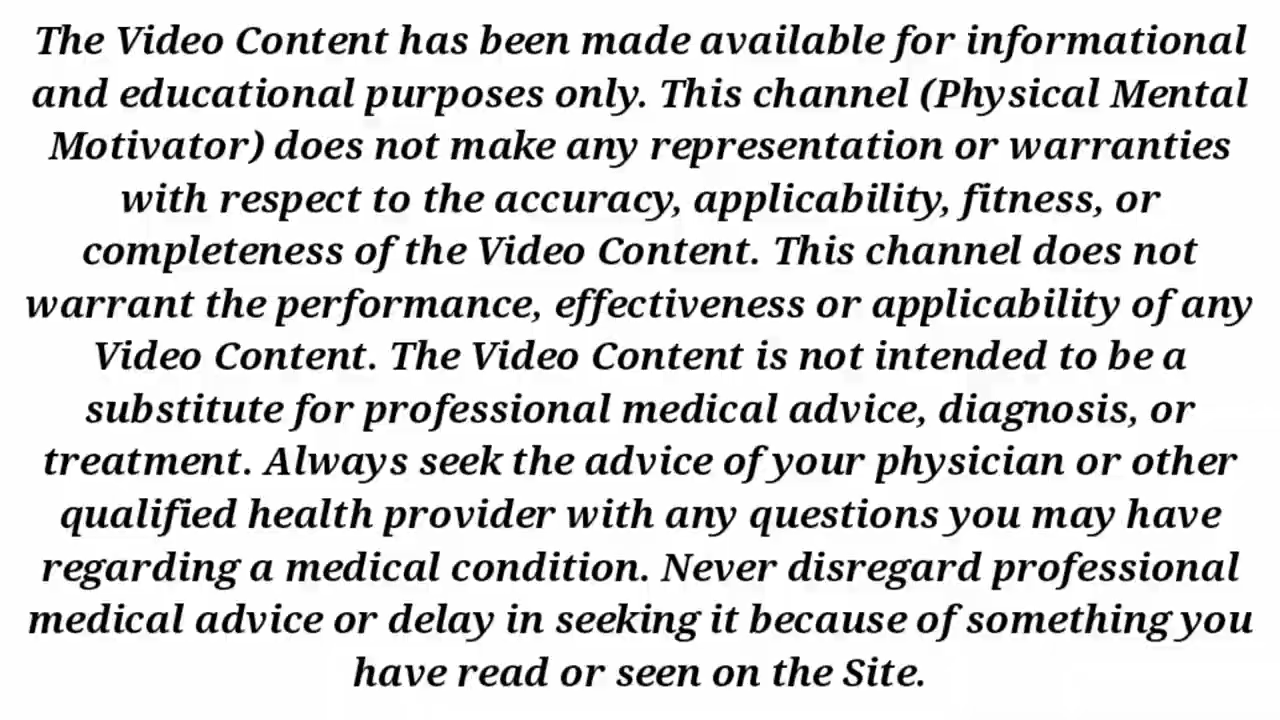 The Video Content has been made available for informational
and educational purposes only. This channel (Physical Mental
Motivator) does not make any representation or warranties
with respect to the accuracy, applicability, fitness, or
completeness of the Video Content. This channel does not
warrant the performance, effectiveness or applicability of any
Video Content. The Video Content is not intended to be a
substitute for professional medical advice, diagnosis, or
treatment. Always seek the advice of your physician or other
qualified health provider with any questions you may have
regarding a medical condition. Never disregard professional
medical advice or delay in seeking it because of something you
have read or seen on the Site.